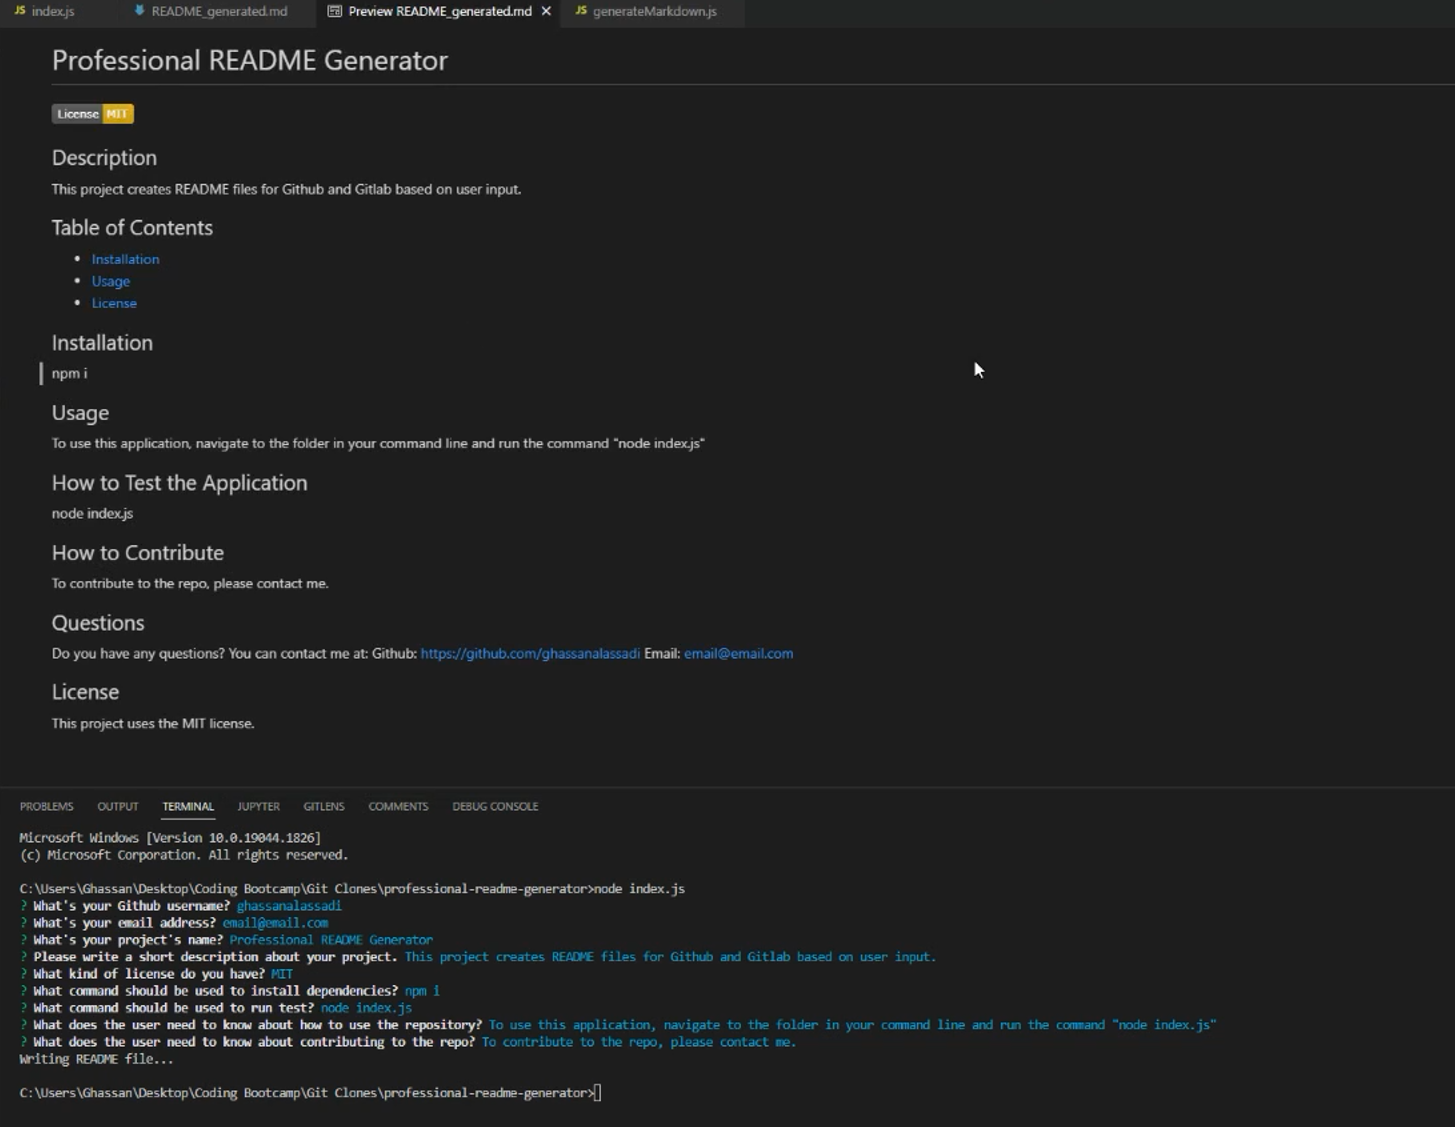 JS index.js README_generated.md Preview README_generated.md × JS generateMarkdown.js
Professional README Generator
License MIT
Description
This project creates README files for Github and Gitlab based on user input.
Table of Contents
• Installation
• Usage
• License
Installation
npm i
Usage
To use this application, navigate to the folder in your command line and run the command "node index.js"
How to Test the Application
node index.js
How to Contribute
To contribute to the repo, please contact me.
Questions
Do you have any questions? You can contact me at: Github: https://github.com/ghassanalassadi Email: email@email.com
License
This project uses the MIT license.
PROBLEMS OUTPUT TERMINAL JUPYTER GITLENS COMMENTS DEBUG CONSOLE
Microsoft Windows [Version 10.0.19044.1826]
(c) Microsoft Corporation. All rights reserved.
C:\Users\Ghassan\Desktop\Coding Bootcamp\Git Clones\professional-readme-generator>node index.js
? What's your Github username? ghassanalassadi
? What's your email address? email@email.com
? What's your project's name? Professional README Generator
? Please write a short description about your project. This project creates README files for Github and Gitlab based on user input.
? What kind of license do you have? MIT
? What command should be used to install dependencies? npm i
? What command should be used to run test? node index.js
? What does the user need to know about how to use the repository? To use this application, navigate to the folder in your command line and run the command "node index.js"
? What does the user need to know about contributing to the repo? To contribute to the repo, please contact me.
Writing README file...
C:\Users\Ghassan\Desktop\Coding Bootcamp\Git Clones\professional-readme-generator>